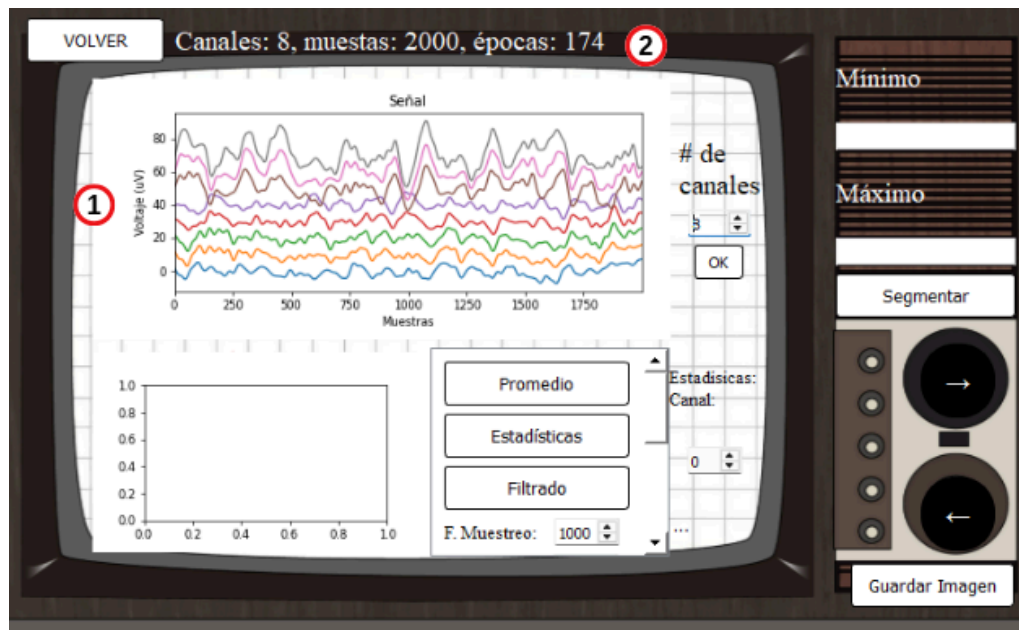 VOLVER
Canales: 8, muestas: 2000, épocas: 174
2
Señal
1
Voltaje (uV)
80
60
40
20
0
0 250 500 750 1000 1250 1500 1750
Muestras
# de
canales
8
OK
1.0
0.8
0.6
0.4
0.2
0.0
0.0 0.2 0.4 0.6 0.8 1.0
Promedio
Estadísticas
Filtrado
F. Muestreo: 1000
Estadisicas:
Canal:
0
...
Mínimo
Máximo
Segmentar
→
←
Guardar Imagen